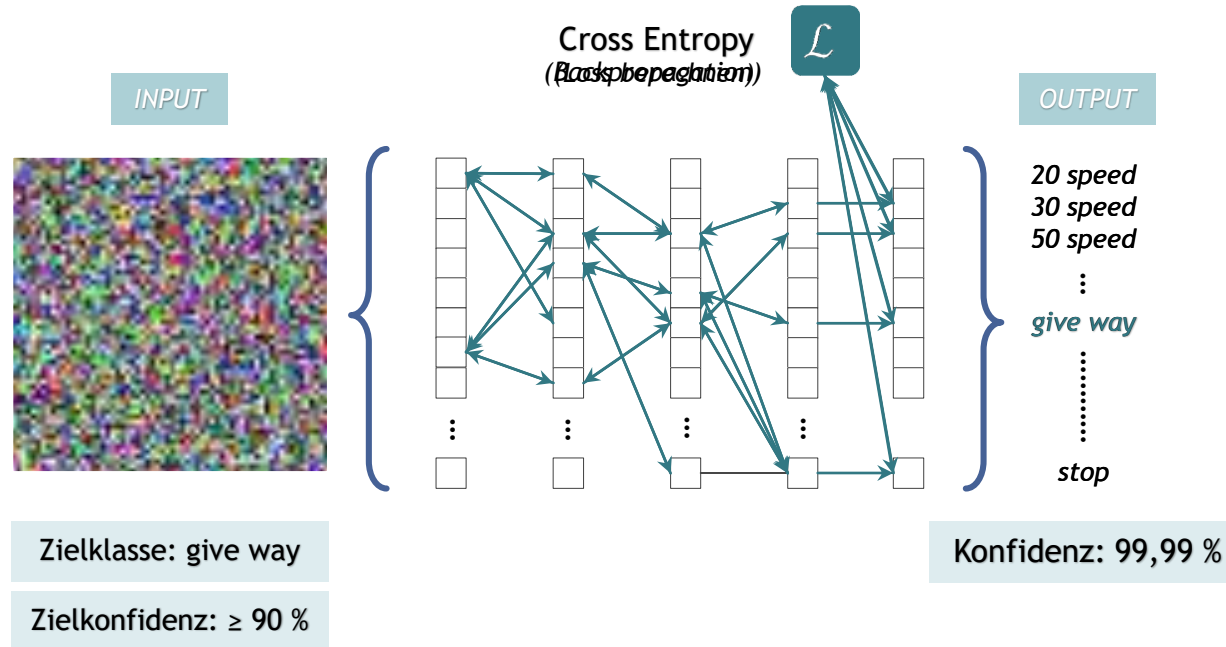 Cross Entropy
ℒ
INPUT
OUTPUT
20 speed
30 speed
50 speed
⋮
give way
stop
Zielklasse: give way
Konfidenz: 99,99 %
Zielkonfidenz: ≥ 90 %